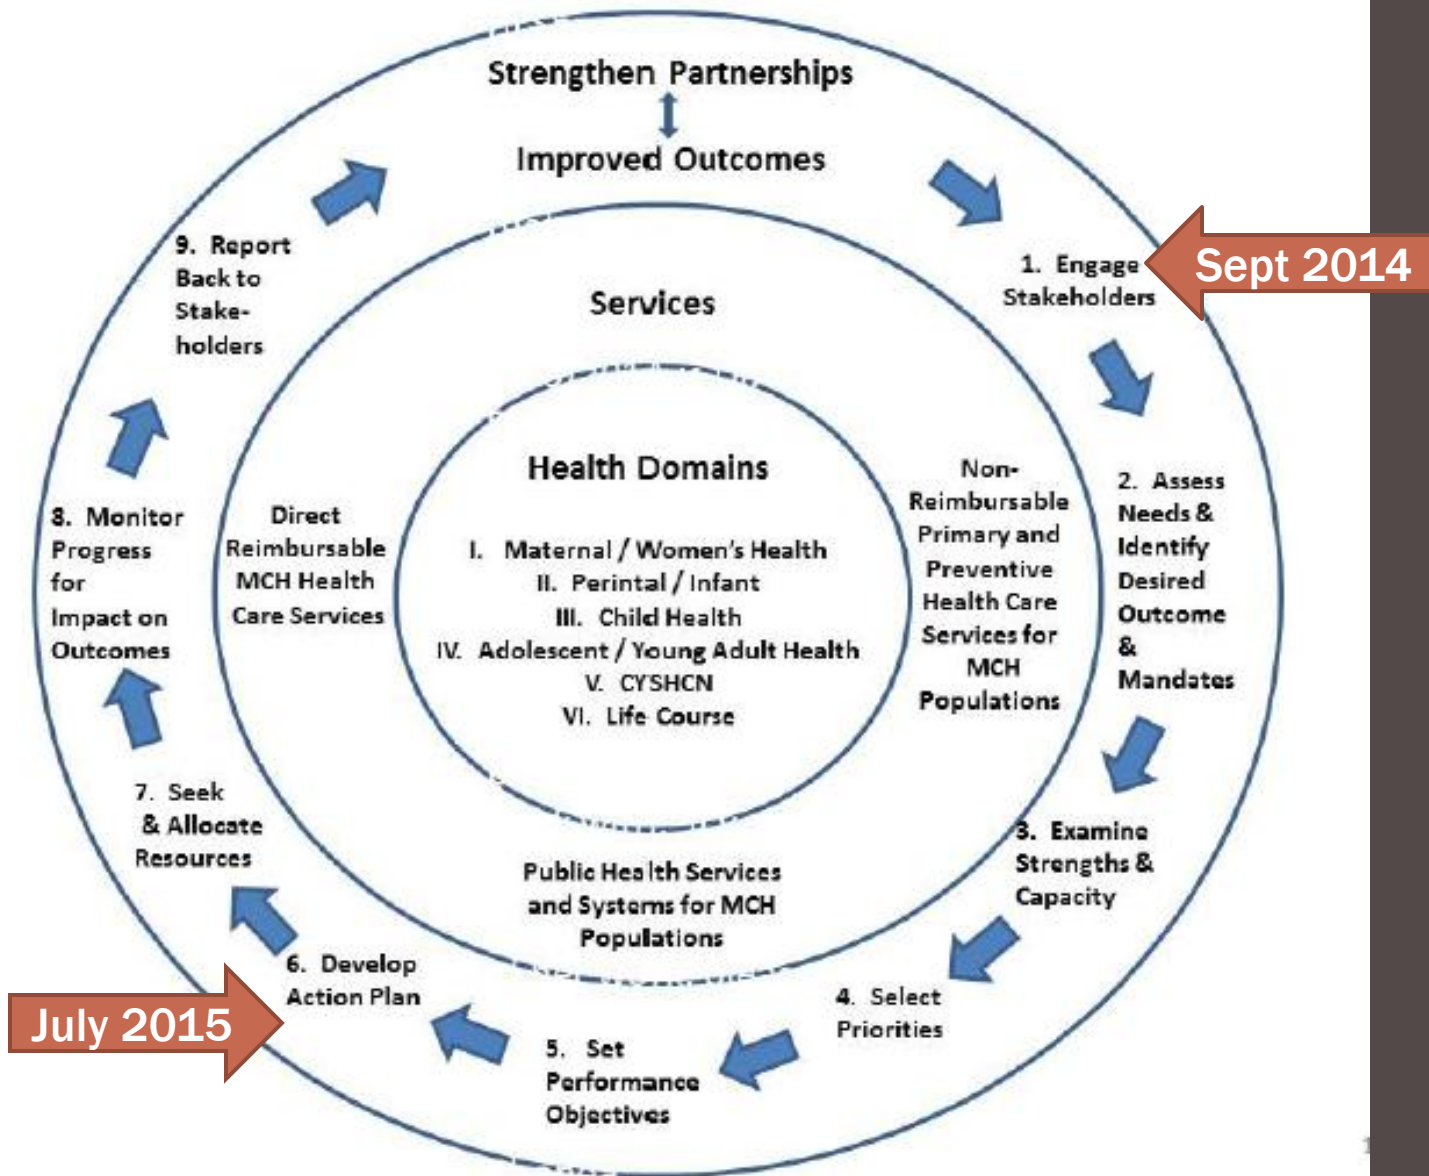 Strengthen Partnerships
Improved Outcomes
1. Engage
Stakeholders
Sept 2014
2. Assess
Needs &
Identify
Desired
Outcome
&
Mandates
3. Examine
Strengths &
Capacity
4. Select
Priorities
5. Set
Performance
Objectives
6. Develop
Action Plan
July 2015
7. Seek
& Allocate
Resources
8. Monitor
Progress
for
Impact on
Outcomes
9. Report
Back to
Stake-
holders
Services
Direct
Reimbursable
MCH Health
Care Services
Non-
Reimbursable
Primary and
Preventive
Health Care
Services for
MCH
Populations
Public Health Services
and Systems for MCH
Populations
Health Domains
I. Maternal / Women's Health
II. Perintal / Infant
III. Child Health
IV. Adolescent / Young Adult Health
V. CYSHCN
VI. Life Course